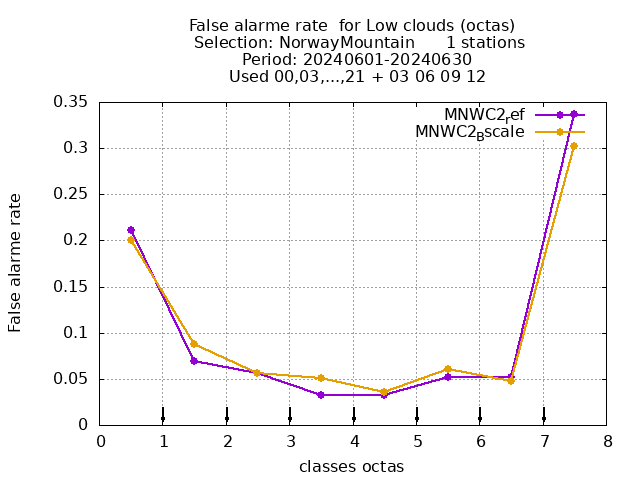 False alarme rate  for Low clouds (octas)
Selection: NorwayMountain      1 stations
Period: 20240601-20240630
Used 00,03,...,21 + 03 06 09 12
MNWC2ref
MNWC2Bscale
0.35
0.3
0.25
0.2
0.15
0.1
0.05
0
False alarme rate
0 1 2 3 4 5 6 7 8
classes octas